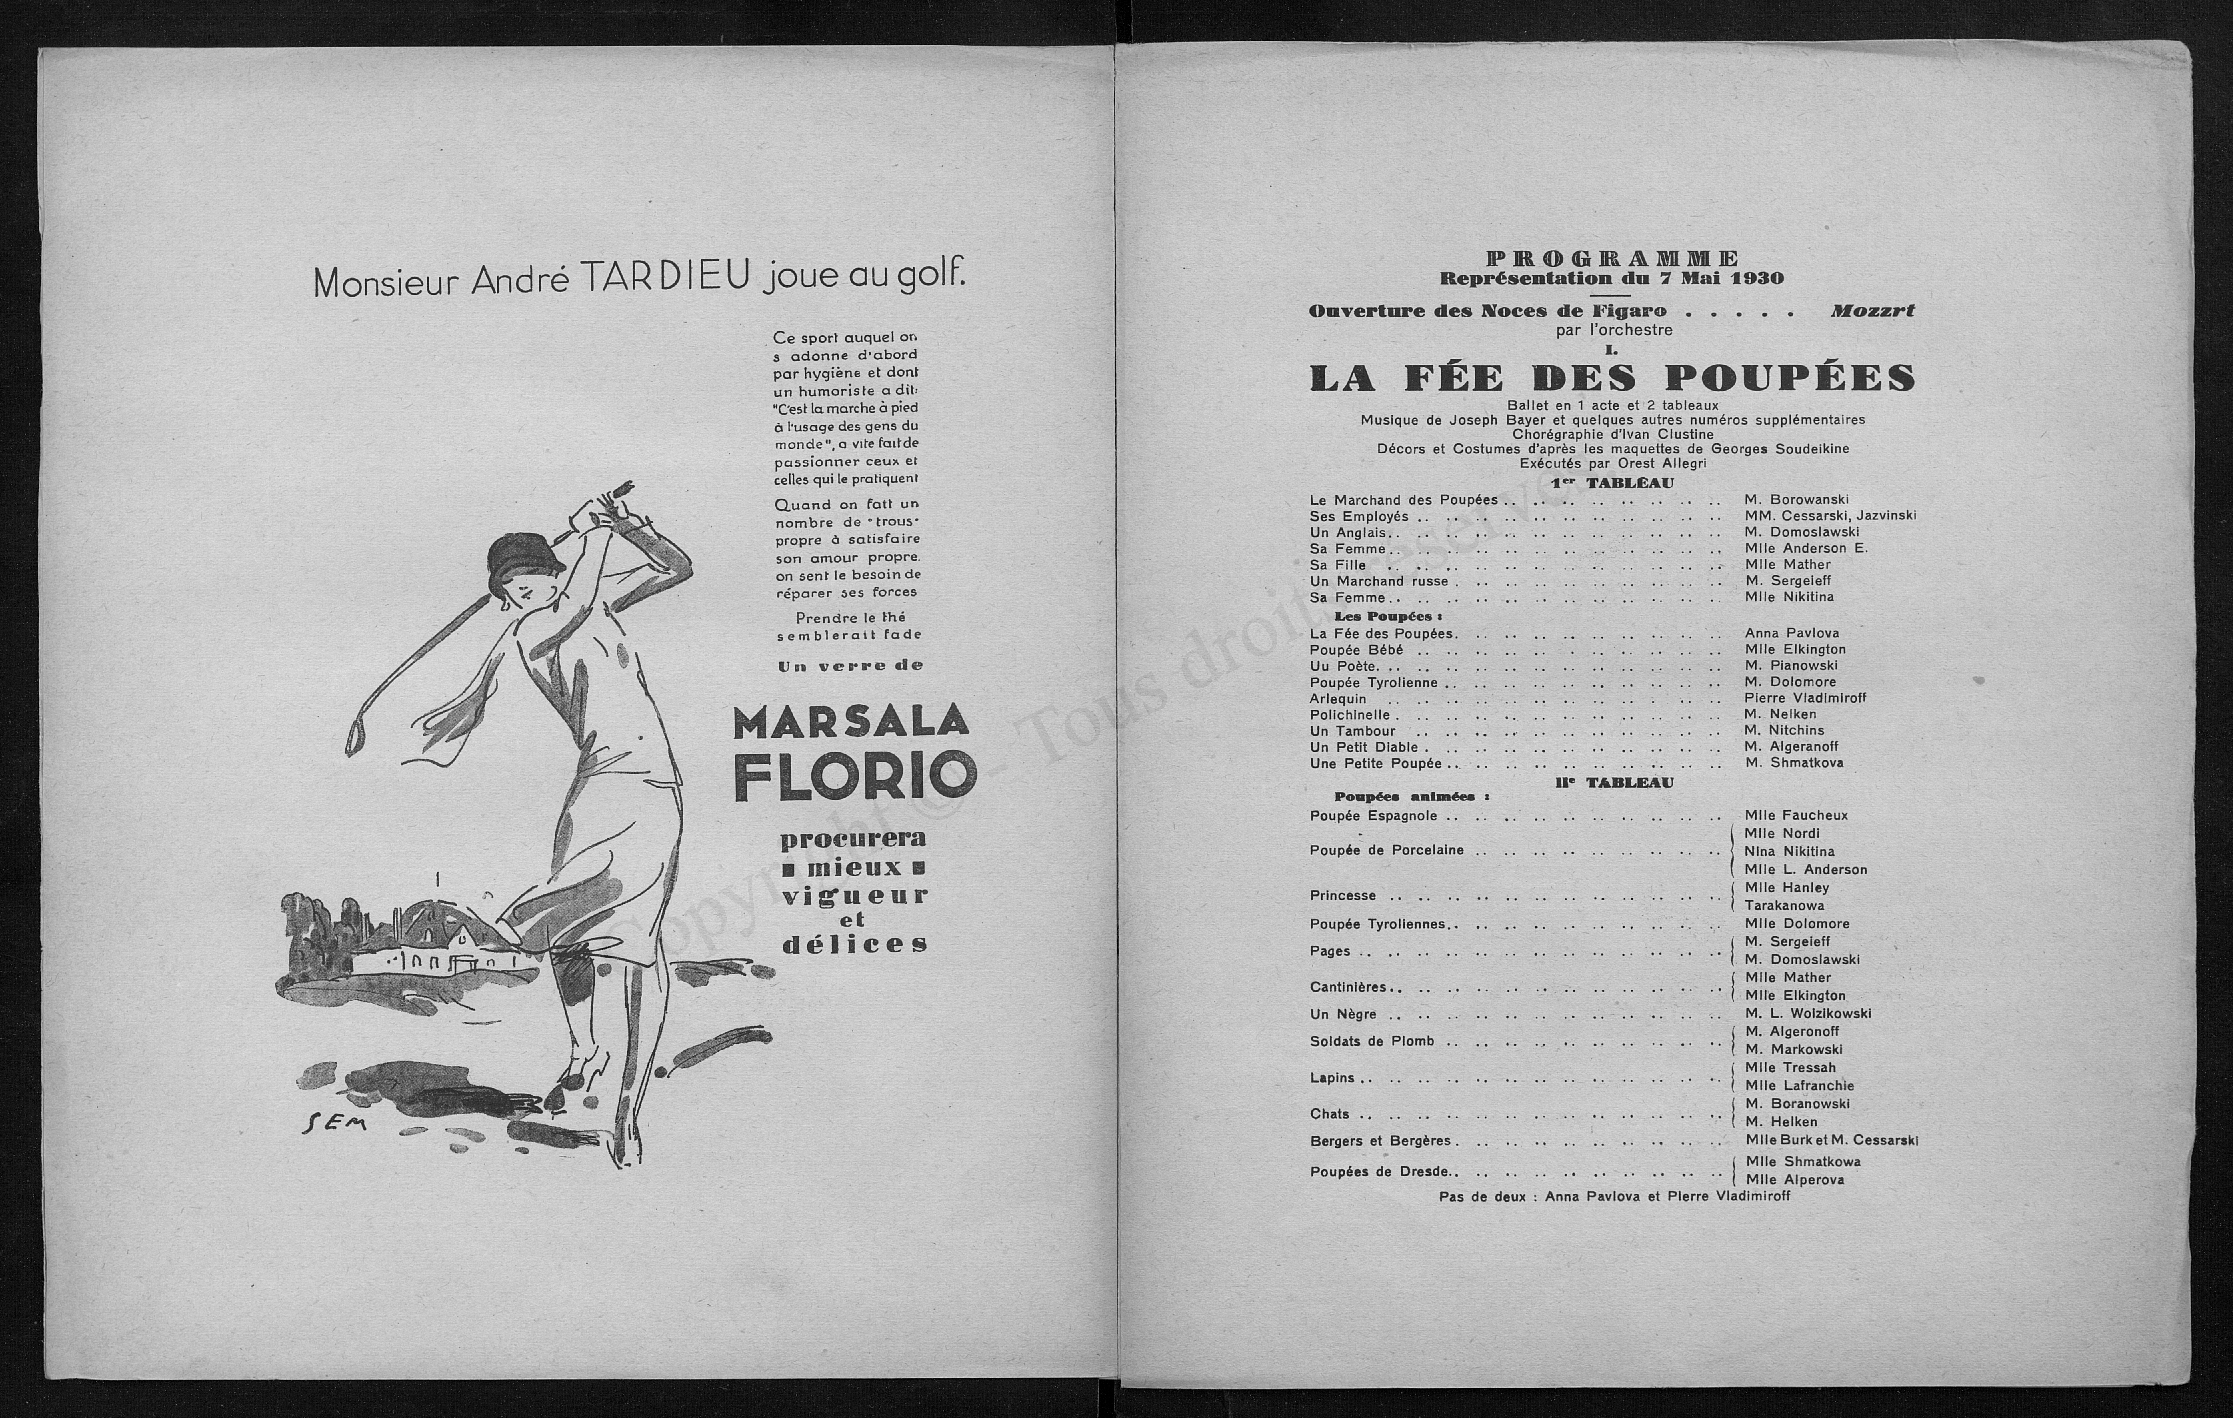 Monsieur André TARDIEU joue au golf.
Ce sport auquel on
s adonne d'abord
par hygiène et dont
un humoriste a dit:
"C'est la marche à pied
à l'usage des gens du
monde", a vite fait de
passionner ceux et
celles qui le pratiquent
Quand on fait un
nombre de "trous"
propre à satisfaire
son amour propre.
on sent le besoin de
réparer ses forces
Prendre le thé
semblerait fade
Un verre de
MARSALA
FLORIO
procurera
mieux
vigueur
et
délices
SEM
PROGRAMME
Représentation du 7 Mai 1930
Ouverture des Noces de Figaro . . . . . Mozzrt
par l'orchestre
I.
LA FÉE DES POUPÉES
Ballet en 1 acte et 2 tableaux
Musique de Joseph Bayer et quelques autres numéros supplémentaires
Chorégraphie d'Ivan Clustine
Décors et Costumes d'après les maquettes de Georges Soudeikine
Exécutés par Orest Allegri
1er TABLEAU
Le Marchand des Poupées .. .. .. .. .. .. .. .. M. Borowanski
Ses Employés .. .. .. .. .. .. .. .. .. .. .. MM. Cessarski, Jazvinski
Un Anglais.. .. .. .. .. .. .. .. .. .. .. .. M. Domoslawski
Sa Femme.. .. .. .. .. .. .. .. .. .. .. .. Mlle Anderson E.
Sa Fille .. .. .. .. .. .. .. .. .. .. .. .. Mlle Mather
Un Marchand russe . .. .. .. .. .. .. .. .. .. M. Sergeieff
Sa Femme.. .. .. .. .. .. .. .. .. .. .. .. Mlle Nikitina
Les Poupées :
La Fée des Poupées. .. .. .. .. .. .. .. .. .. Anna Pavlova
Poupée Bébé .. .. .. .. .. .. .. .. .. .. .. Mlle Elkington
Uu Poète. .. .. .. .. .. .. .. .. .. .. .. .. M. Pianowski
Poupée Tyrolienne .. .. .. .. .. .. .. .. .. .. M. Dolomore
Arlequin .. .. .. .. .. .. .. .. .. .. .. .. Pierre Vladimiroff
Polichinelle . .. .. .. .. .. .. .. .. .. .. .. M. Nelken
Un Tambour .. .. .. .. .. .. .. .. .. .. .. M. Nitchins
Un Petit Diable . .. .. .. .. .. .. .. .. .. .. M. Algeranoff
Une Petite Poupée .. .. .. .. .. .. .. .. .. .. M. Shmatkova
IIe TABLEAU
Poupées animées :
Poupée Espagnole .. .. .. .. .. .. .. .. .. .. Mlle Faucheux
Mlle Nordi
Poupée de Porcelaine .. .. .. .. .. .. .. .. .. Nina Nikitina
Mlle L. Anderson
Mlle Hanley
Princesse .. .. .. .. .. .. .. .. .. .. .. ..
Tarakanowa
Poupée Tyroliennes.. .. .. .. .. .. .. .. .. .. Mlle Dolomore
M. Sergeieff
Pages .. .. .. .. .. .. .. .. .. .. .. .. ..
M. Domoslawski
Mlle Mather
Cantinières.. .. .. .. .. .. .. .. .. .. .. ..
Mlle Elkington
Un Nègre .. .. .. .. .. .. .. .. .. .. .. .. M. L. Woizikowski
M. Algeronoff
Soldats de Plomb .. .. .. .. .. .. .. .. .. ..
M. Markowski
Mlle Tressah
Lapins .. .. .. .. .. .. .. .. .. .. .. .. ..
Mlle Lafranchie
M. Boranowski
Chats .. .. .. .. .. .. .. .. .. .. .. .. ..
M. Helken
Bergers et Bergères . .. .. .. .. .. .. .. .. .. Mlle Burk et M. Cessarski
Mlle Shmatkowa
Poupées de Dresde.. .. .. .. .. .. .. .. .. ..
Mlle Alperova
Pas de deux : Anna Pavlova et Pierre Vladimiroff
Copyright © - Tous droits réservés